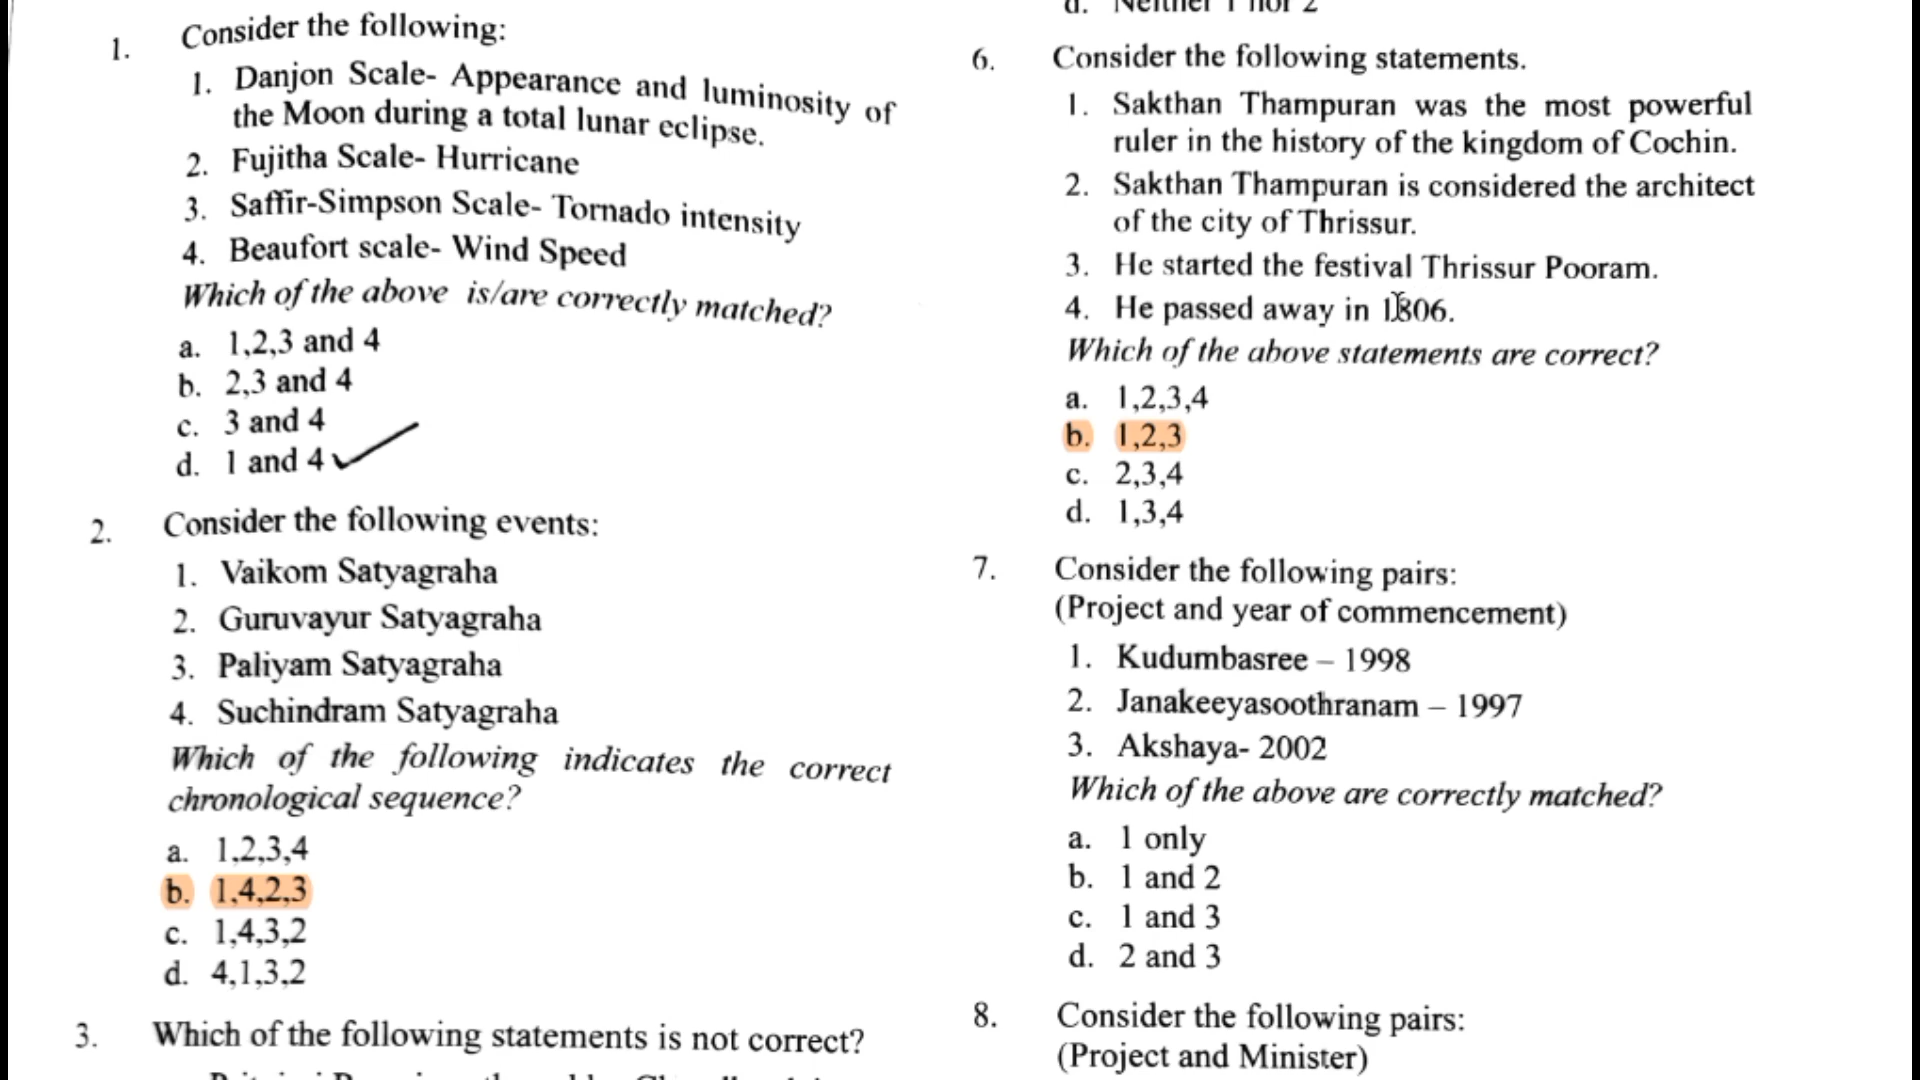 1. Consider the following:
1. Danjon Scale- Appearance and luminosity of
the Moon during a total lunar eclipse.
2. Fujitha Scale- Hurricane
3. Saffir-Simpson Scale- Tornado intensity
4. Beaufort scale- Wind Speed
Which of the above is/are correctly matched?
a. 1,2,3 and 4
b. 2,3 and 4
c. 3 and 4
d. 1 and 4
2. Consider the following events:
1. Vaikom Satyagraha
2. Guruvayur Satyagraha
3. Paliyam Satyagraha
4. Suchindram Satyagraha
Which of the following indicates the correct
chronological sequence?
a. 1,2,3,4
b. 1,4,2,3
c. 1,4,3,2
d. 4,1,3,2
3. Which of the following statements is not correct?
d. Neither 1 nor 2
6. Consider the following statements.
1. Sakthan Thampuran was the most powerful
ruler in the history of the kingdom of Cochin.
2. Sakthan Thampuran is considered the architect
of the city of Thrissur.
3. He started the festival Thrissur Pooram.
4. He passed away in 1806.
Which of the above statements are correct?
a. 1,2,3,4
b. 1,2,3
c. 2,3,4
d. 1,3,4
7. Consider the following pairs:
(Project and year of commencement)
1. Kudumbasree – 1998
2. Janakeeyasoothranam – 1997
3. Akshaya- 2002
Which of the above are correctly matched?
a. 1 only
b. 1 and 2
c. 1 and 3
d. 2 and 3
8. Consider the following pairs:
(Project and Minister)